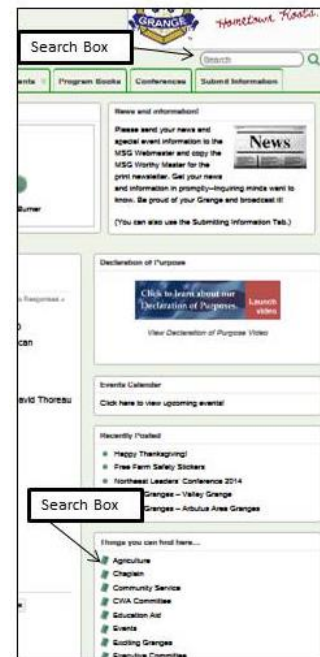 GRANGE
Hometown Roots.
Search Box
Search
ents
Program Books
Conferences
Submit Information
News and information!
Please send your news and
special event information to the
MSG Webmaster and copy the
MSG Worthy Master for the
print newsletter. Get your news
and information in promptly—inquiring minds want to
know. Be proud of your Grange and broadcast it!
(You can also use the Submitting Information Tab.)
News
Burner
Declaration of Purpose
Click to learn about our
Declaration of Purposes.
Launch
video
View Declaration of Purpose Video
Responses »
can
avid Thoreau
Events Calendar
Click here to view upcoming events!
Recently Posted
Happy Thanksgiving!
Free Farm Safety Stickers
Northeast Leaders' Conference 2014
Granges – Valley Grange
Granges – Arbutus Area Granges
Search Box
Things you can find here...
Agriculture
Chaplain
Community Service
CWA Committee
Education Aid
Events
Exciting Granges
Executive Committee